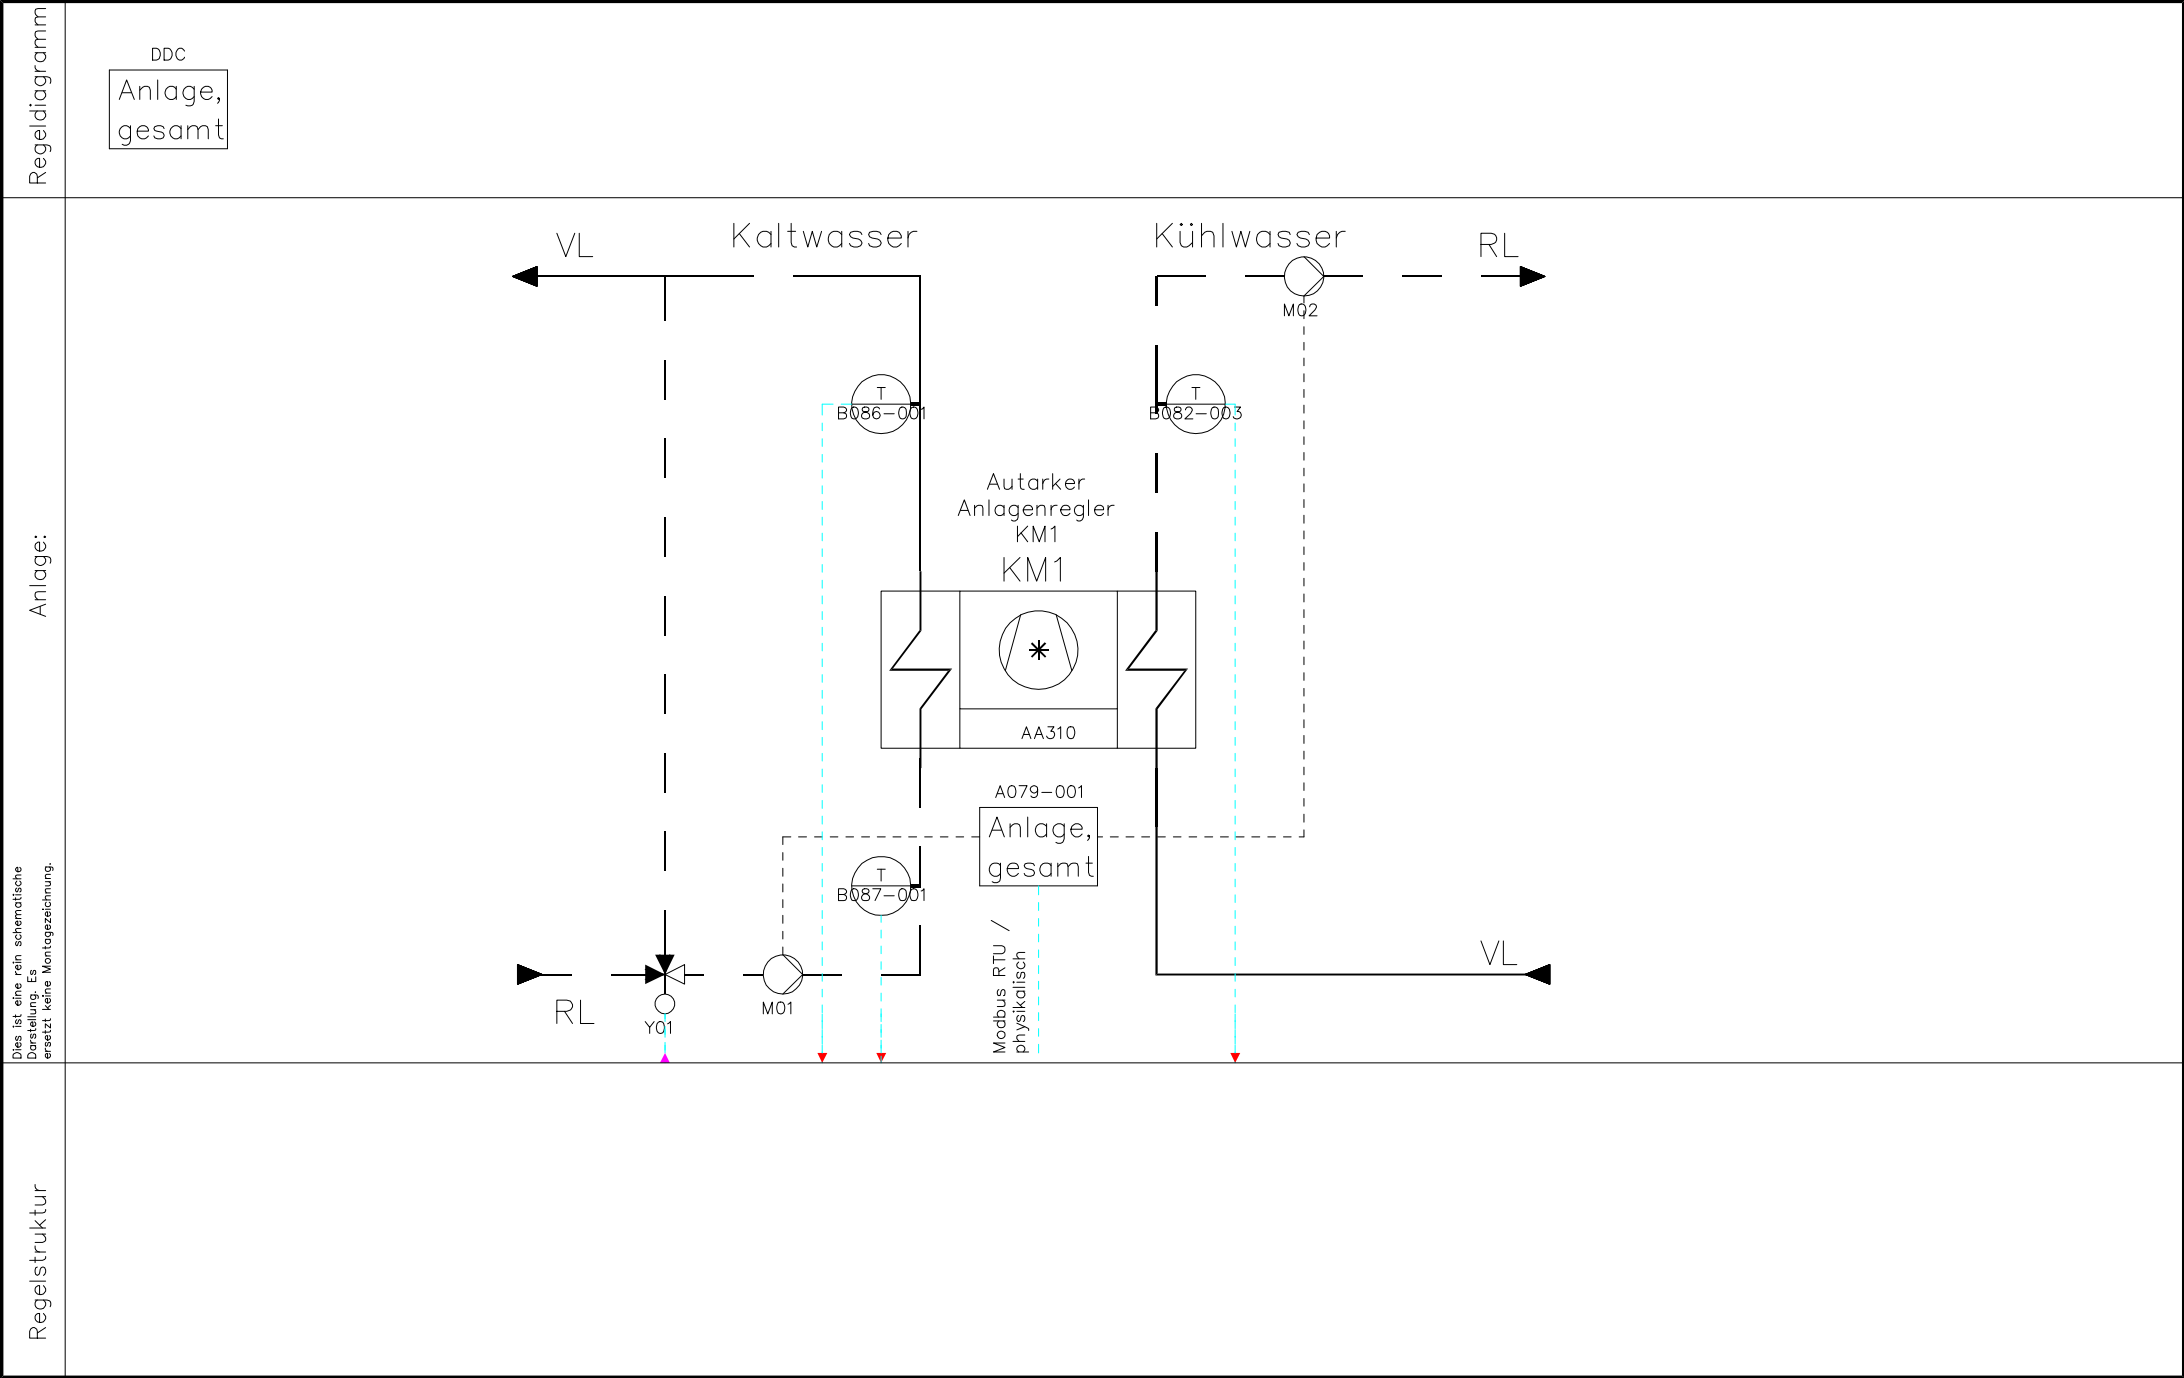 Regeldiagramm
DDC
Anlage,
gesamt
Anlage:
Dies ist eine rein schematische
Darstellung. Es
ersetzt keine Montagezeichnung.
Kaltwasser
Kühlwasser
VL
RL
M02
T
B086-001
T
B082-003
Autarker
Anlagenregler
KM1
KM1
AA310
A079-001
Anlage,
gesamt
T
B087-001
Modbus RTU /
physikalisch
VL
RL
Y01
M01
Regelstruktur